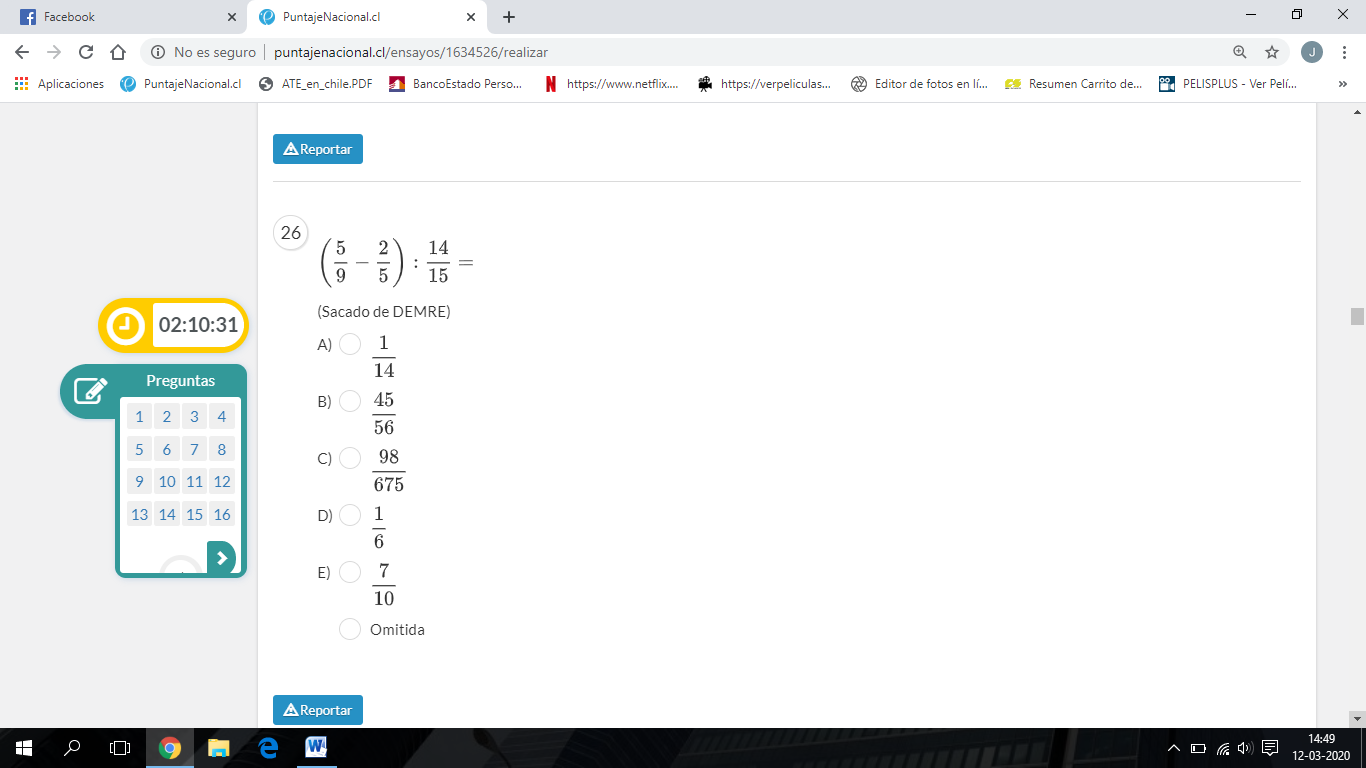 Facebook
PuntajeNacional.cl
No es seguro | puntajenacional.cl/ensayos/1634526/realizar
J
Aplicaciones PuntajeNacional.cl ATE_en_chile.PDF BancoEstado Perso... https://www.netflix.... https://verpeliculas... Editor de fotos en lí... Resumen Carrito de... PELISPLUS - Ver Pelí... »
Reportar
26
(5/9 − 2/5) : 14/15 =
(Sacado de DEMRE)
A) 1/14
B) 45/56
C) 98/675
D) 1/6
E) 7/10
Omitida
Reportar
02:10:31
Preguntas
1 2 3 4
5 6 7 8
9 10 11 12
13 14 15 16
14:49
12-03-2020